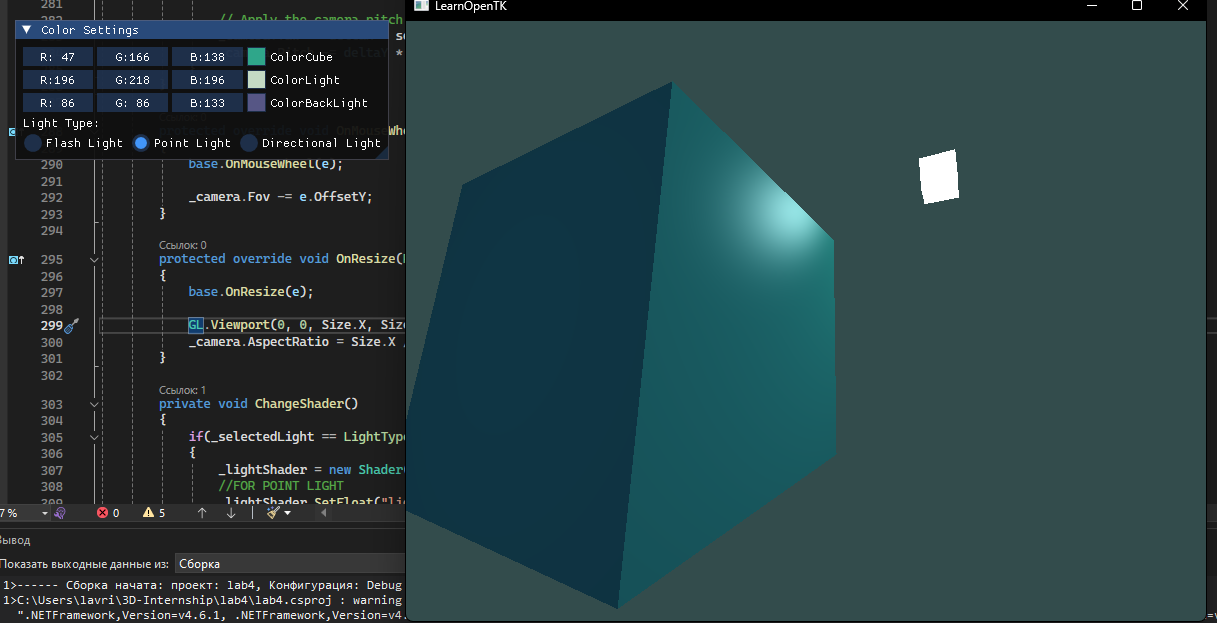 LearnOpenTK
Color Settings
R: 47 G:166 B:138 ColorCube
R:196 G:218 B:196 ColorLight
R: 86 G: 86 B:133 ColorBackLight
Light Type:
Flash Light Point Light Directional Light
281
// Apply the camera pitch
290 base.OnMouseWheel(e);
291
292 _camera.Fov -= e.OffsetY;
293 }
294
Ссылок: 0
295 protected override void OnResize(
296 {
297 base.OnResize(e);
298
299 GL.Viewport(0, 0, Size.X, Size
300 _camera.AspectRatio = Size.X
301 }
302
Ссылок: 1
303 private void ChangeShader()
304 {
305 if(_selectedLight == LightType
306 {
307 _lightShader = new Shader
308 //FOR POINT LIGHT
309 _lightShader.SetFloat("li
7 % 0 5
Вывод
Показать выходные данные из: Сборка
1>------ Сборка начата: проект: lab4, Конфигурация: Debug
1>C:\Users\lavri\3D-Internship\lab4\lab4.csproj : warning
".NETFramework,Version=v4.6.1, .NETFramework,Version=v4.